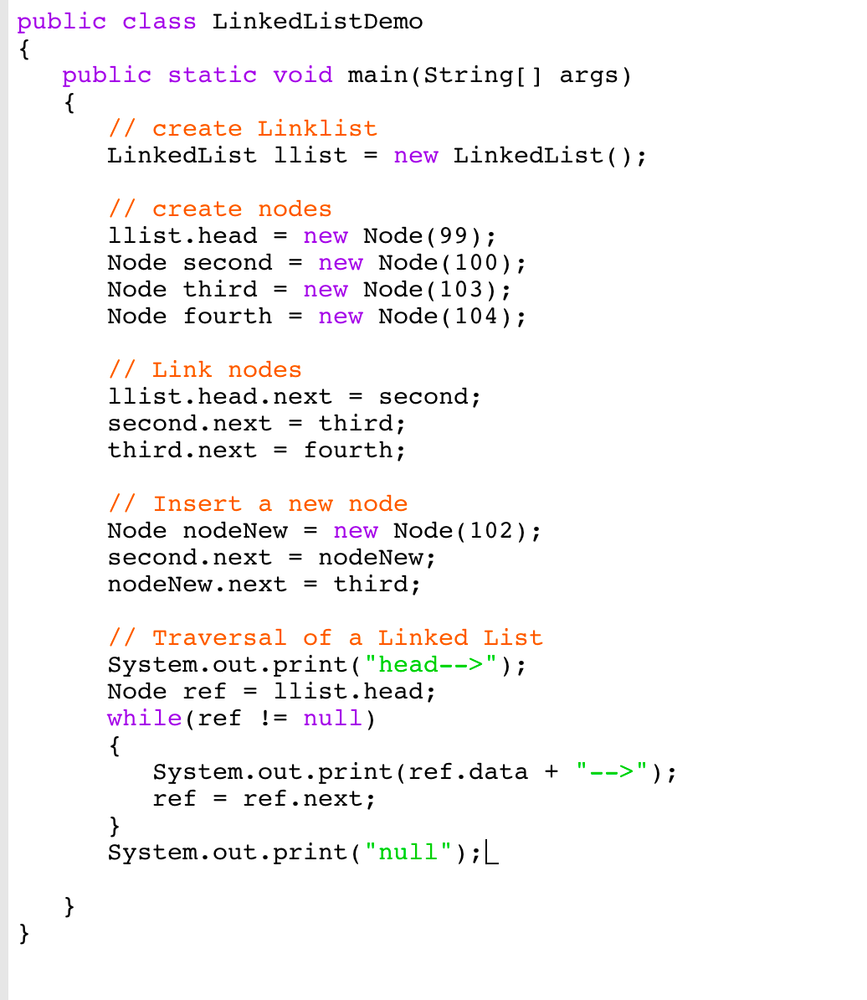 public class LinkedListDemo
{
   public static void main(String[] args)
   {
      // create Linklist
      LinkedList llist = new LinkedList();

      // create nodes
      llist.head = new Node(99);
      Node second = new Node(100);
      Node third = new Node(103);
      Node fourth = new Node(104);

      // Link nodes
      llist.head.next = second;
      second.next = third;
      third.next = fourth;

      // Insert a new node
      Node nodeNew = new Node(102);
      second.next = nodeNew;
      nodeNew.next = third;

      // Traversal of a Linked List
      System.out.print("head-->");
      Node ref = llist.head;
      while(ref != null)
      {
         System.out.print(ref.data + "-->");
         ref = ref.next;
      }
      System.out.print("null");

   }
}